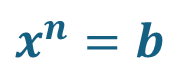 xⁿ = b